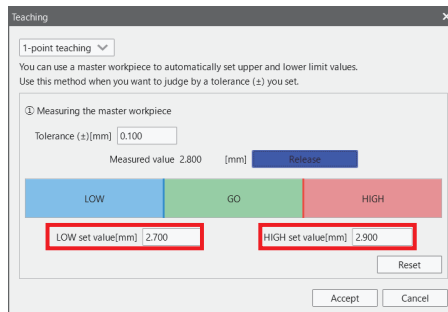 Teaching
1-point teaching
You can use a master workpiece to automatically set upper and lower limit values.
Use this method when you want to judge by a tolerance (±) you set.
① Measuring the master workpiece
Tolerance (±)[mm] 0.100
Measured value 2.800 [mm] Release
LOW GO HIGH
LOW set value[mm] 2.700 HIGH set value[mm] 2.900
Reset
Accept Cancel